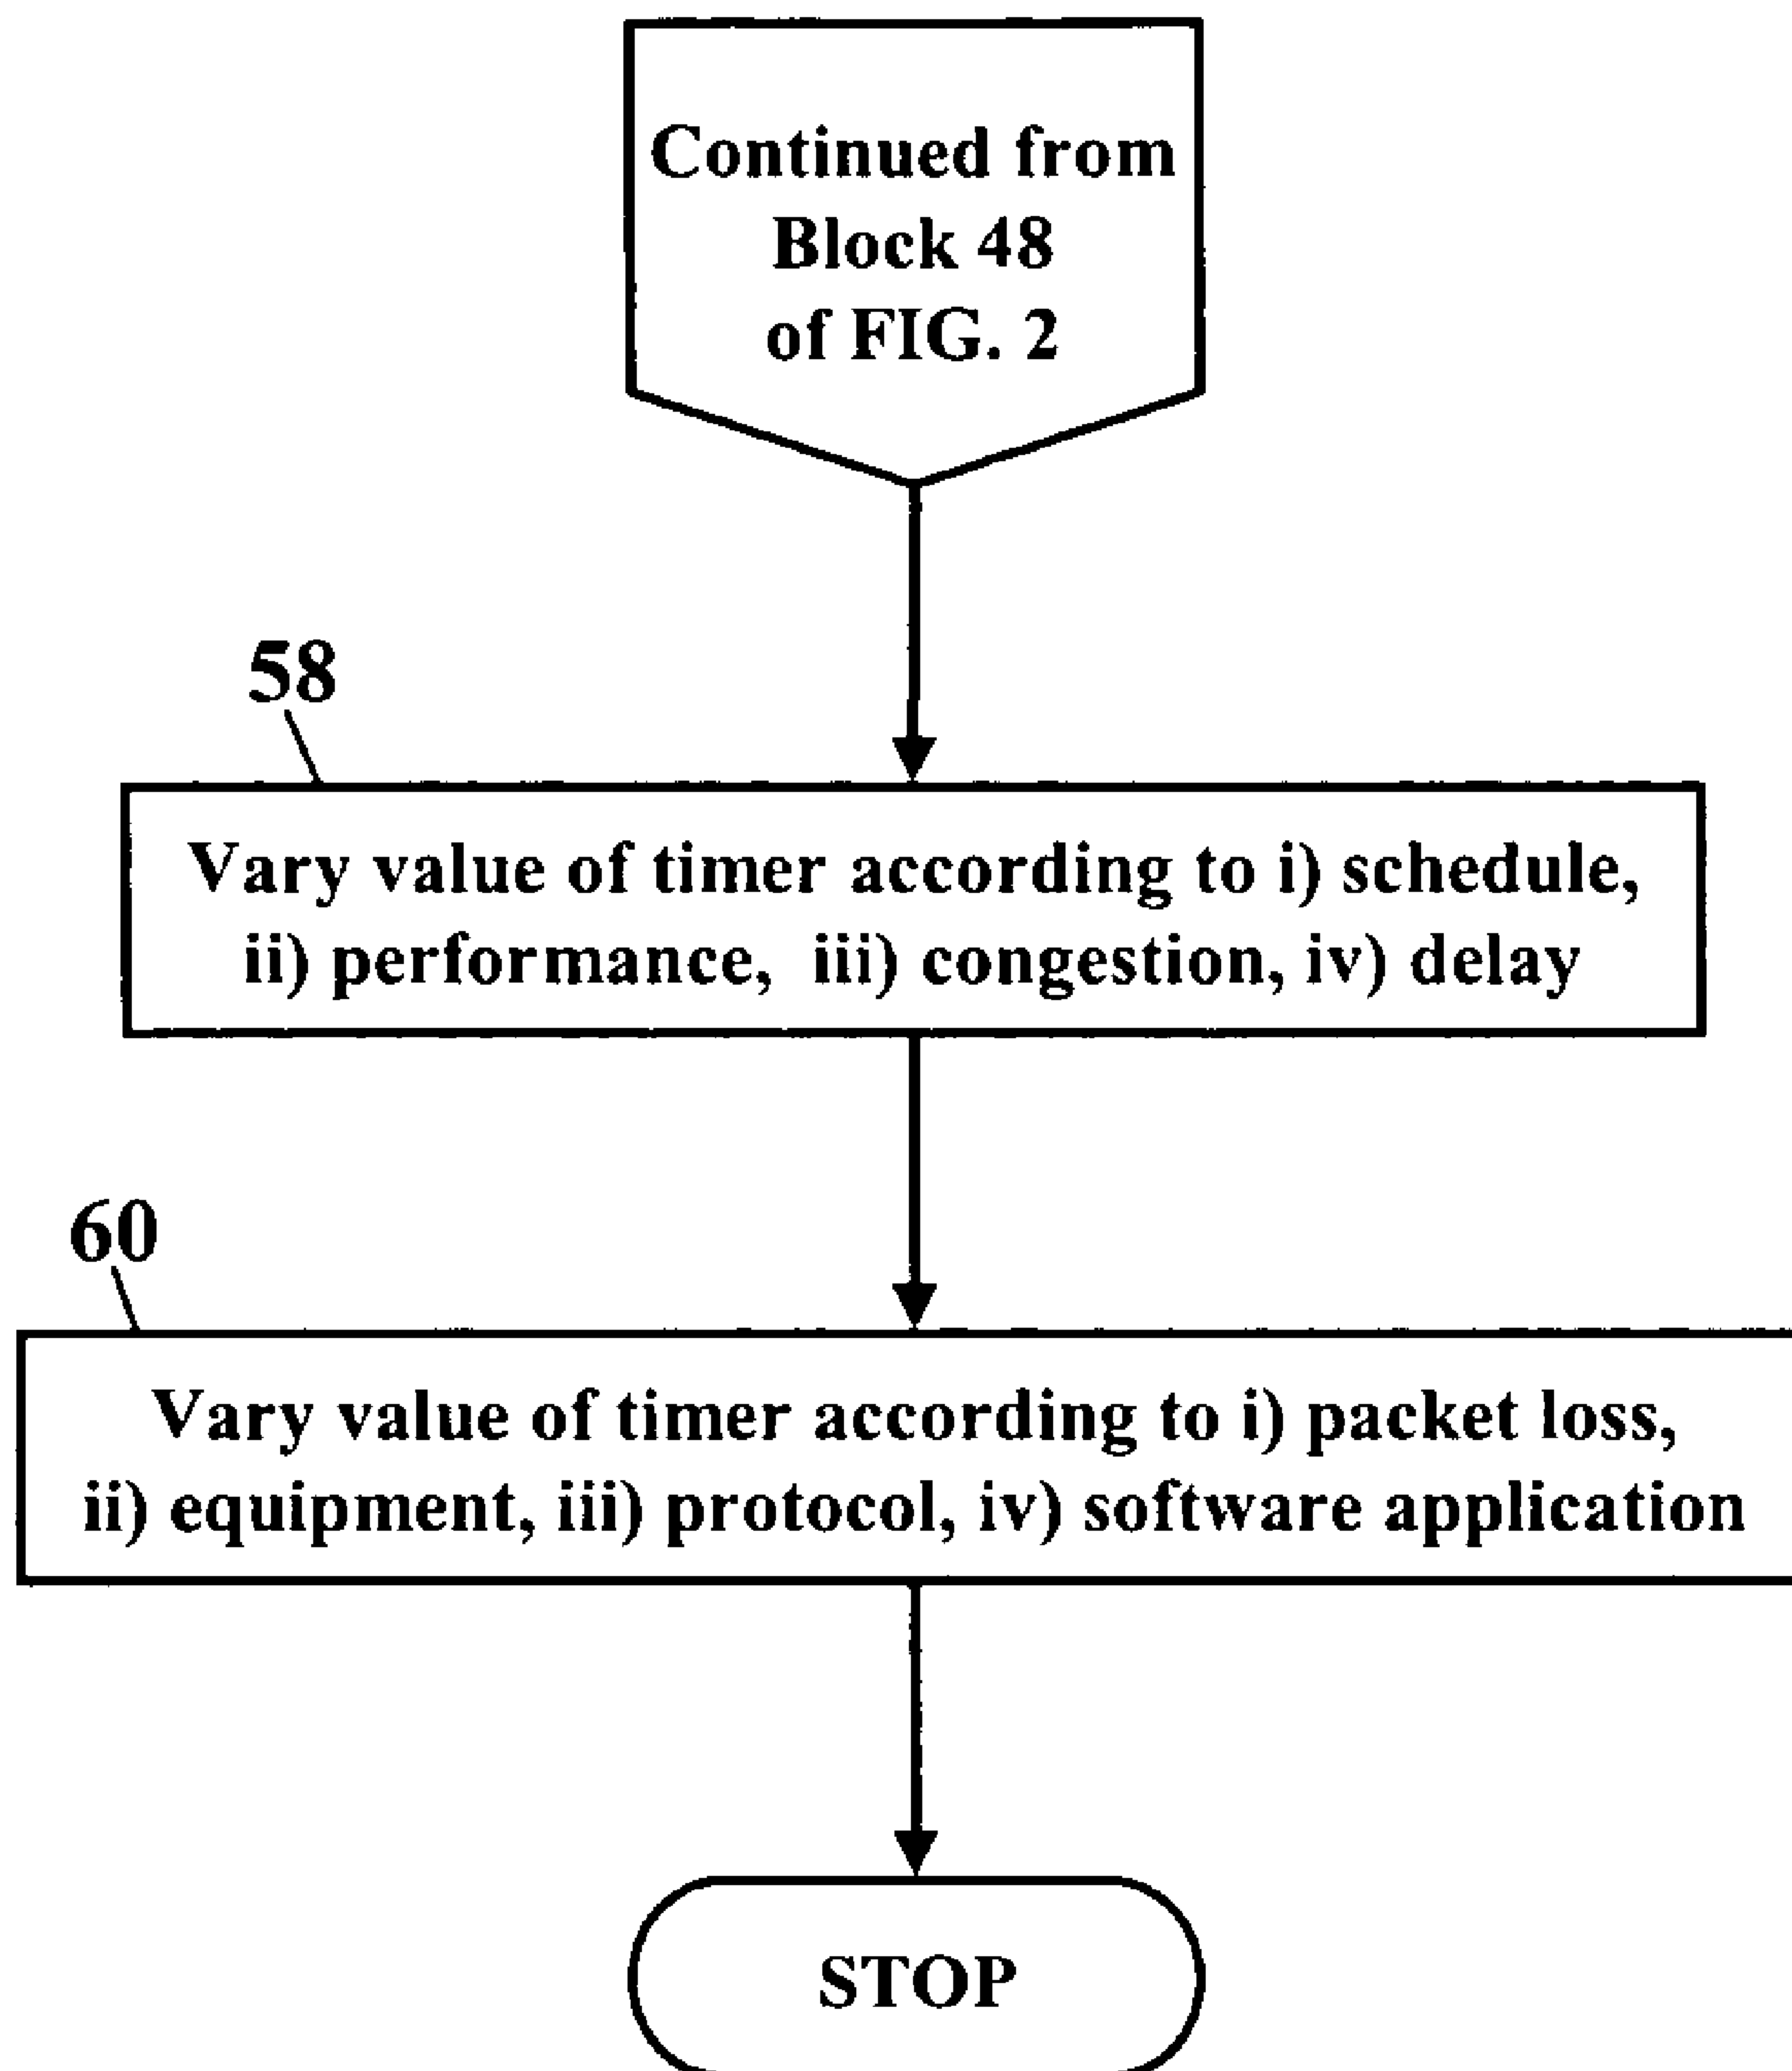 Continued from
Block 48
of FIG. 2
58
Vary value of timer according to i) schedule,
ii) performance, iii) congestion, iv) delay
60
Vary value of timer according to i) packet loss,
ii) equipment, iii) protocol, iv) software application
STOP